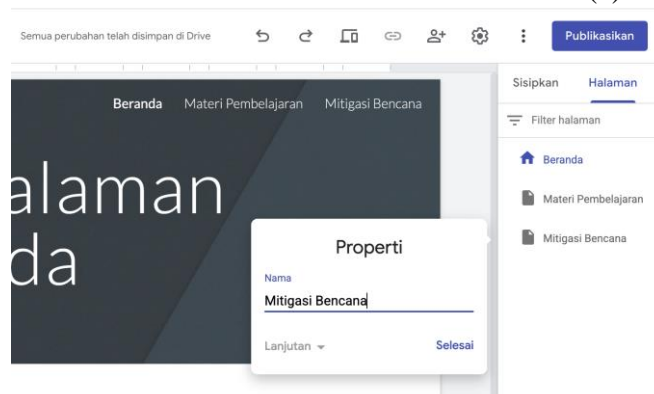 Semua perubahan telah disimpan di Drive
Publikasikan
Sisipkan Halaman
Beranda Materi Pembelajaran Mitigasi Bencana
Filter halaman
Beranda
Materi Pembelajaran
Mitigasi Bencana
alaman
da
Properti
Nama
Mitigasi Bencana
Lanjutan Selesai